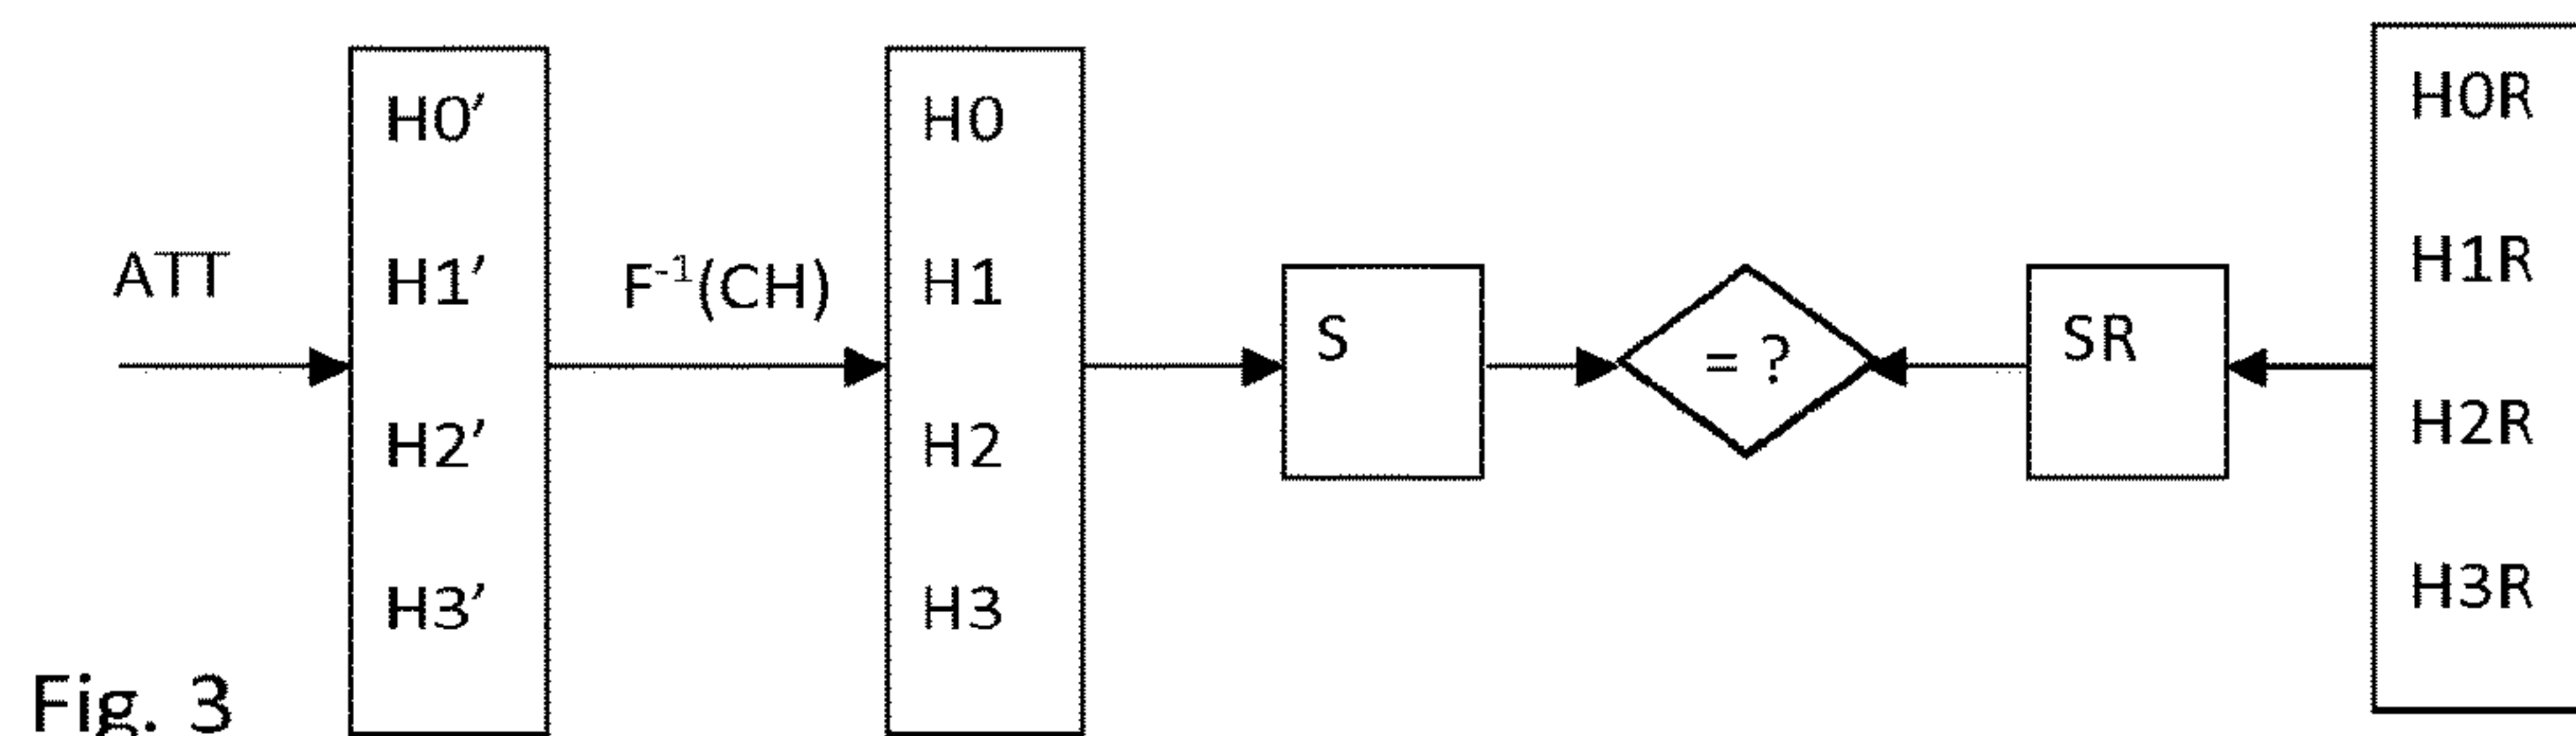 ATT
H0′
H1′
H2′
H3′
F⁻¹(CH)
H0
H1
H2
H3
S
= ?
SR
H0R
H1R
H2R
H3R
Fig. 3